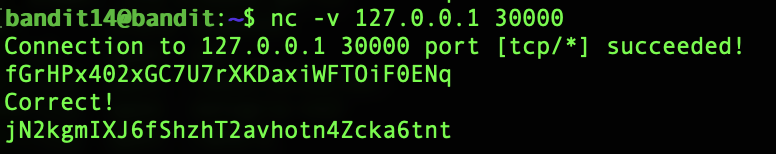 bandit14@bandit:~$ nc -v 127.0.0.1 30000
Connection to 127.0.0.1 30000 port [tcp/*] succeeded!
fGrHPx402xGC7U7rXKDaxiWFTOiF0ENq
Correct!
jN2kgmIXJ6fShzhT2avhotn4Zcka6tnt